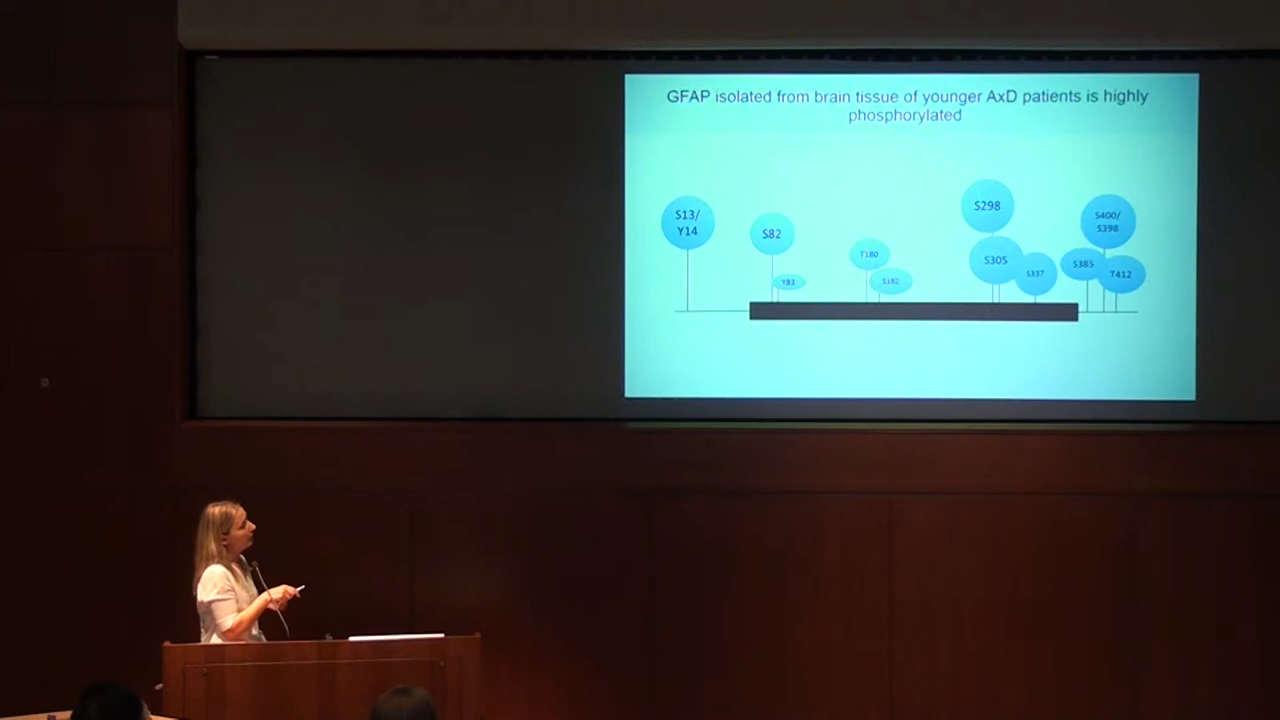 GFAP isolated from brain tissue of younger AxD patients is highly
phosphorylated
S13/
Y14
S82
Y83
T180
S192
S298
S305
S337
S400/
S398
S385
T412